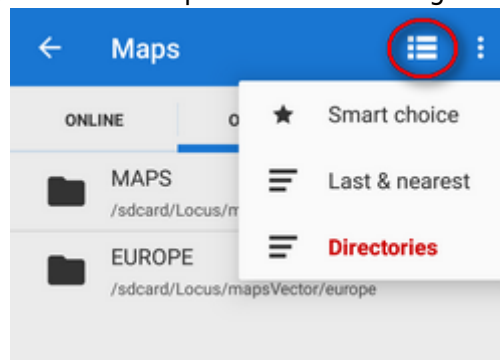 Maps
ONLINE
O
Smart choice
MAPS
/sdcard/Locus/m
Last & nearest
EUROPE
/sdcard/Locus/mapsVector/europe
Directories